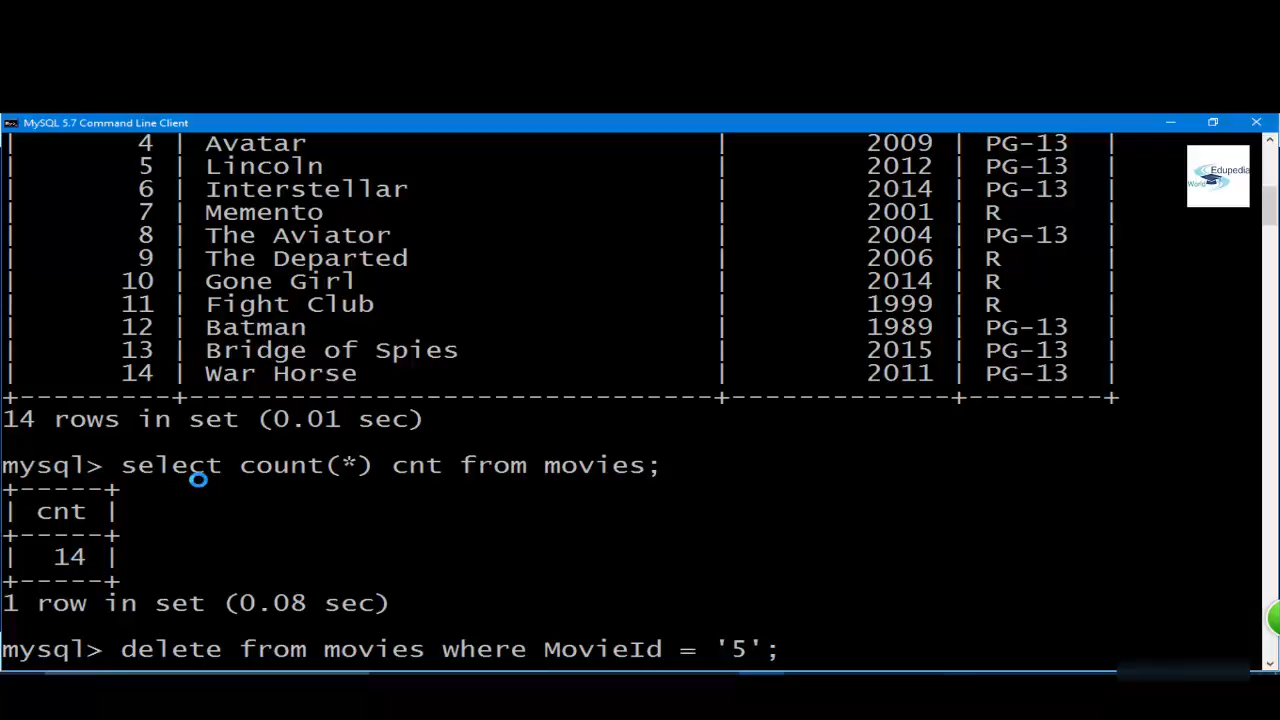 MySQL 5.7 Command Line Client
| 4 | Avatar | 2009 | PG-13 |
| 5 | Lincoln | 2012 | PG-13 |
| 6 | Interstellar | 2014 | PG-13 |
| 7 | Memento | 2001 | R |
| 8 | The Aviator | 2004 | PG-13 |
| 9 | The Departed | 2006 | R |
| 10 | Gone Girl | 2014 | R |
| 11 | Fight Club | 1999 | R |
| 12 | Batman | 1989 | PG-13 |
| 13 | Bridge of Spies | 2015 | PG-13 |
| 14 | War Horse | 2011 | PG-13 |
14 rows in set (0.01 sec)
mysql> select count(*) cnt from movies;
+-----+
| cnt |
+-----+
| 14 |
+-----+
1 row in set (0.08 sec)
mysql> delete from movies where MovieId = '5';
Edupedia
World